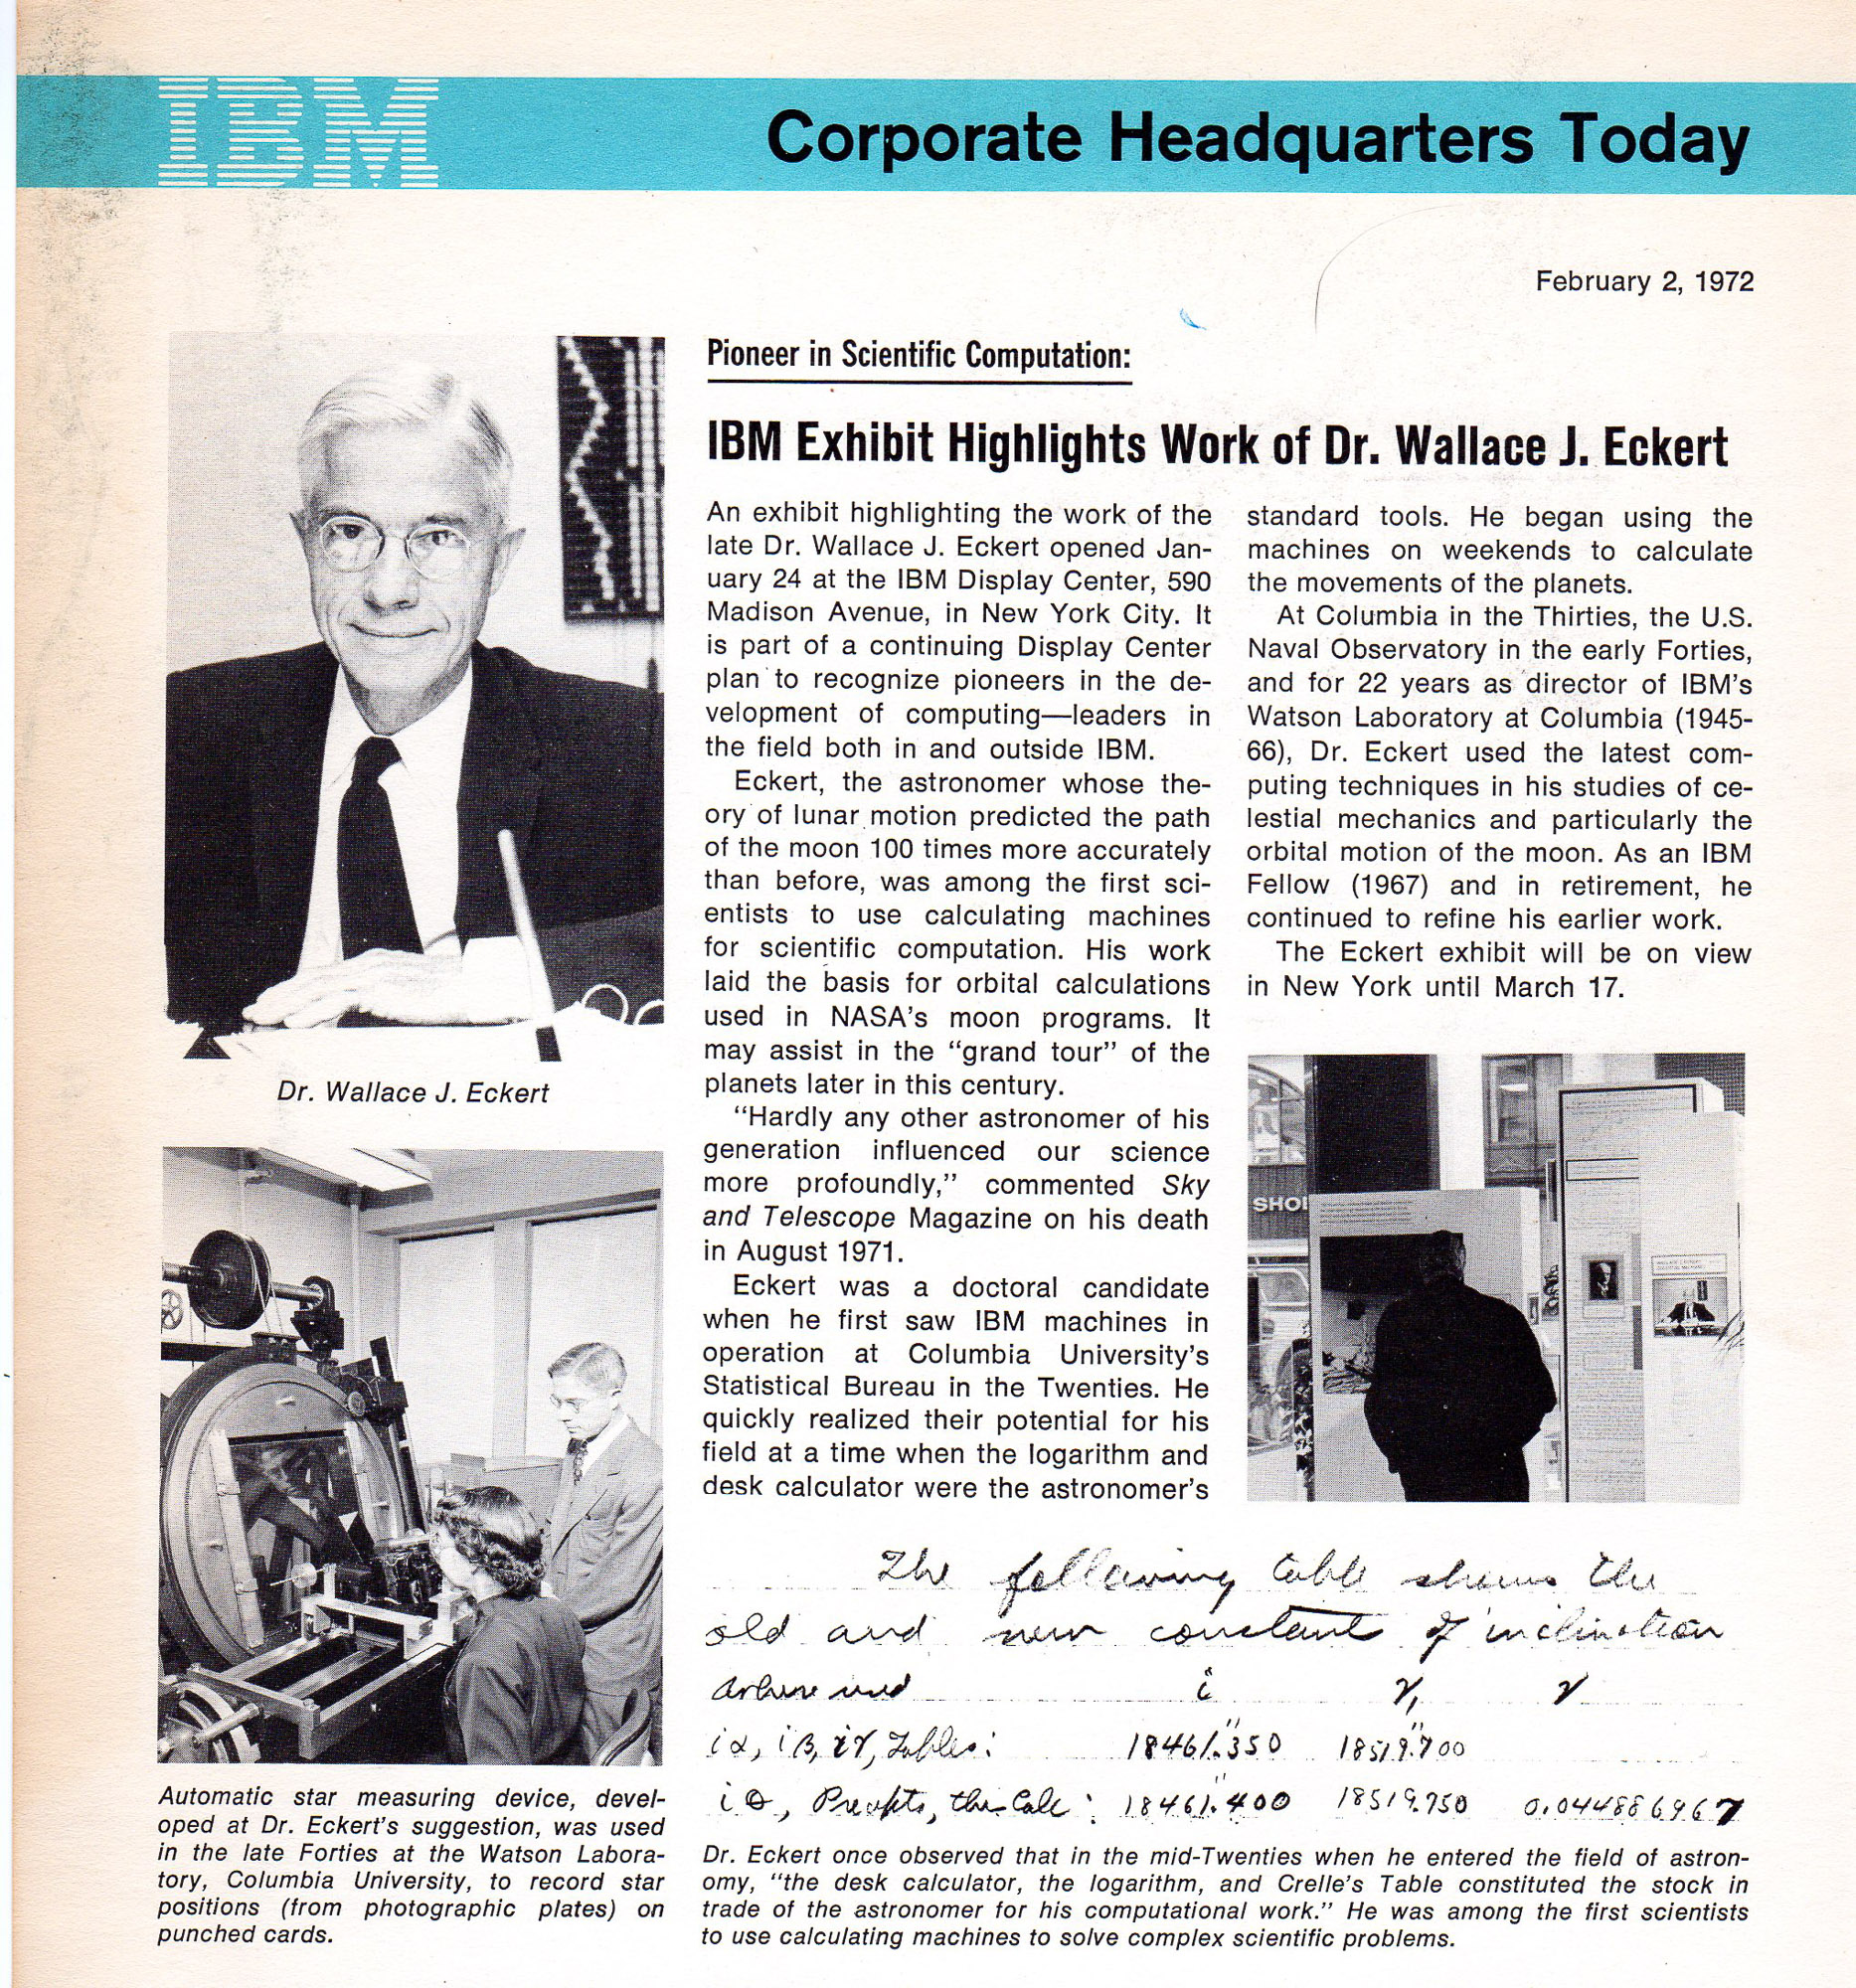 IBM
Corporate Headquarters Today
February 2, 1972
Pioneer in Scientific Computation:
IBM Exhibit Highlights Work of Dr. Wallace J. Eckert
An exhibit highlighting the work of the
late Dr. Wallace J. Eckert opened Jan-
uary 24 at the IBM Display Center, 590
Madison Avenue, in New York City. It
is part of a continuing Display Center
plan to recognize pioneers in the de-
velopment of computing—leaders in
the field both in and outside IBM.
Eckert, the astronomer whose the-
ory of lunar motion predicted the path
of the moon 100 times more accurately
than before, was among the first sci-
entists to use calculating machines
for scientific computation. His work
laid the basis for orbital calculations
used in NASA's moon programs. It
may assist in the "grand tour" of the
planets later in this century.
"Hardly any other astronomer of his
generation influenced our science
more profoundly," commented Sky
and Telescope Magazine on his death
in August 1971.
Eckert was a doctoral candidate
when he first saw IBM machines in
operation at Columbia University's
Statistical Bureau in the Twenties. He
quickly realized their potential for his
field at a time when the logarithm and
desk calculator were the astronomer's
standard tools. He began using the
machines on weekends to calculate
the movements of the planets.
At Columbia in the Thirties, the U.S.
Naval Observatory in the early Forties,
and for 22 years as director of IBM's
Watson Laboratory at Columbia (1945-
66), Dr. Eckert used the latest com-
puting techniques in his studies of ce-
lestial mechanics and particularly the
orbital motion of the moon. As an IBM
Fellow (1967) and in retirement, he
continued to refine his earlier work.
The Eckert exhibit will be on view
in New York until March 17.
Dr. Wallace J. Eckert
SHO
Automatic star measuring device, devel-
oped at Dr. Eckert's suggestion, was used
in the late Forties at the Watson Labora-
tory, Columbia University, to record star
positions (from photographic plates) on
punched cards.
The following table shows the
old and new constant of inclination
Where used i γ₁ γ
Tables: 18461".350 18519".700
18461".400 18519.750 0.044886967
Dr. Eckert once observed that in the mid-Twenties when he entered the field of astron-
omy, "the desk calculator, the logarithm, and Crelle's Table constituted the stock in
trade of the astronomer for his computational work." He was among the first scientists
to use calculating machines to solve complex scientific problems.